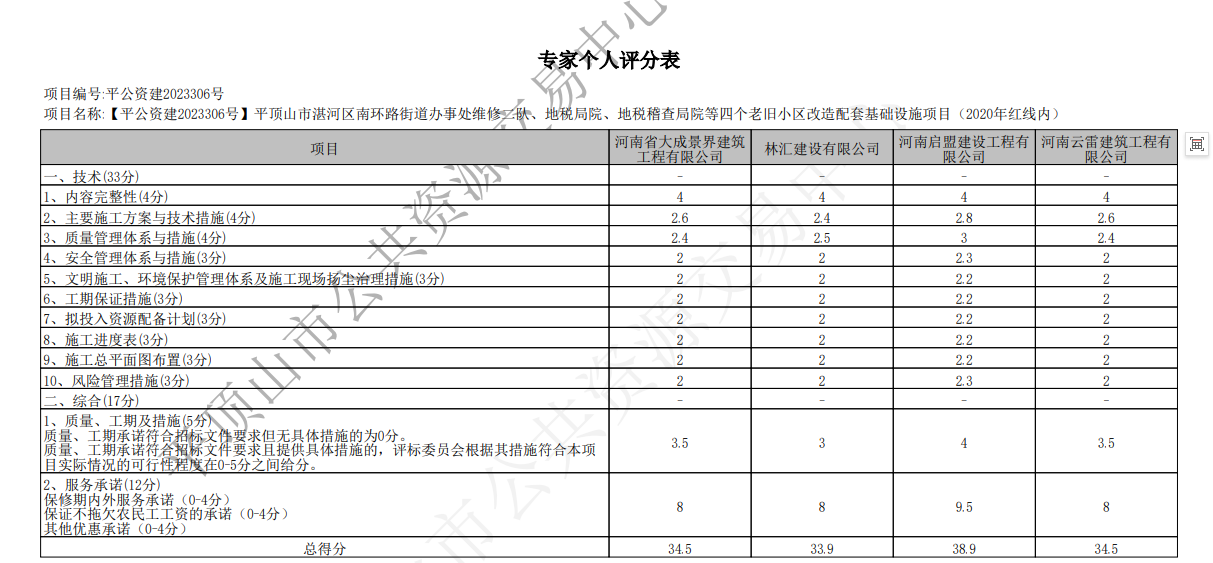 专家个人评分表
项目编号:平公资建2023306号
项目名称:【平公资建2023306号】平顶山市湛河区南环路街道办事处维修二队、地税局院、地税稽查局院等四个老旧小区改造配套基础设施项目（2020年红线内）
项目 河南省大成景界建筑工程有限公司 林汇建设有限公司 河南启盟建设工程有限公司 河南云雷建筑工程有限公司
一、技术(33分) - - - -
1、内容完整性(4分) 4 4 4 4
2、主要施工方案与技术措施(4分) 2.6 2.4 2.8 2.6
3、质量管理体系与措施(4分) 2.4 2.5 3 2.4
4、安全管理体系与措施(3分) 2 2 2.3 2
5、文明施工、环境保护管理体系及施工现场扬尘治理措施(3分) 2 2 2.2 2
6、工期保证措施(3分) 2 2 2.2 2
7、拟投入资源配备计划(3分) 2 2 2.2 2
8、施工进度表(3分) 2 2 2.2 2
9、施工总平面图布置(3分) 2 2 2.2 2
10、风险管理措施(3分) 2 2 2.3 2
二、综合(17分) - - - -
1、质量、工期及措施(5分)
质量、工期承诺符合招标文件要求但无具体措施的为0分。
质量、工期承诺符合招标文件要求且提供具体措施的，评标委员会根据其措施符合本项
目实际情况的可行性程度在0-5分之间给分。
3.5 3 4 3.5
2、服务承诺(12分)
保修期内外服务承诺（0-4分）
保证不拖欠农民工工资的承诺（0-4分）
其他优惠承诺（0-4分）
8 8 9.5 8
总得分 34.5 33.9 38.9 34.5
平顶山市公共资源交易中心
市公共资源交易中